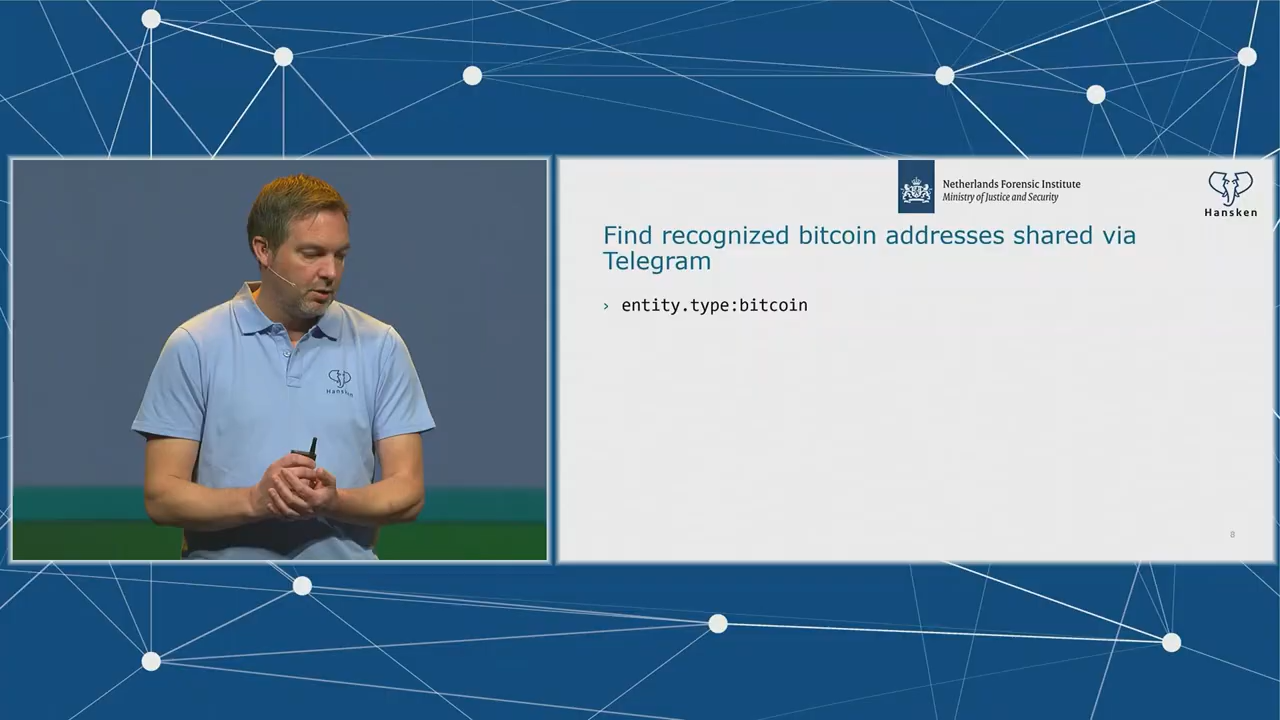 Netherlands Forensic Institute
Ministry of Justice and Security
Hansken
Find recognized bitcoin addresses shared via
Telegram
› entity.type:bitcoin
Hansken
8